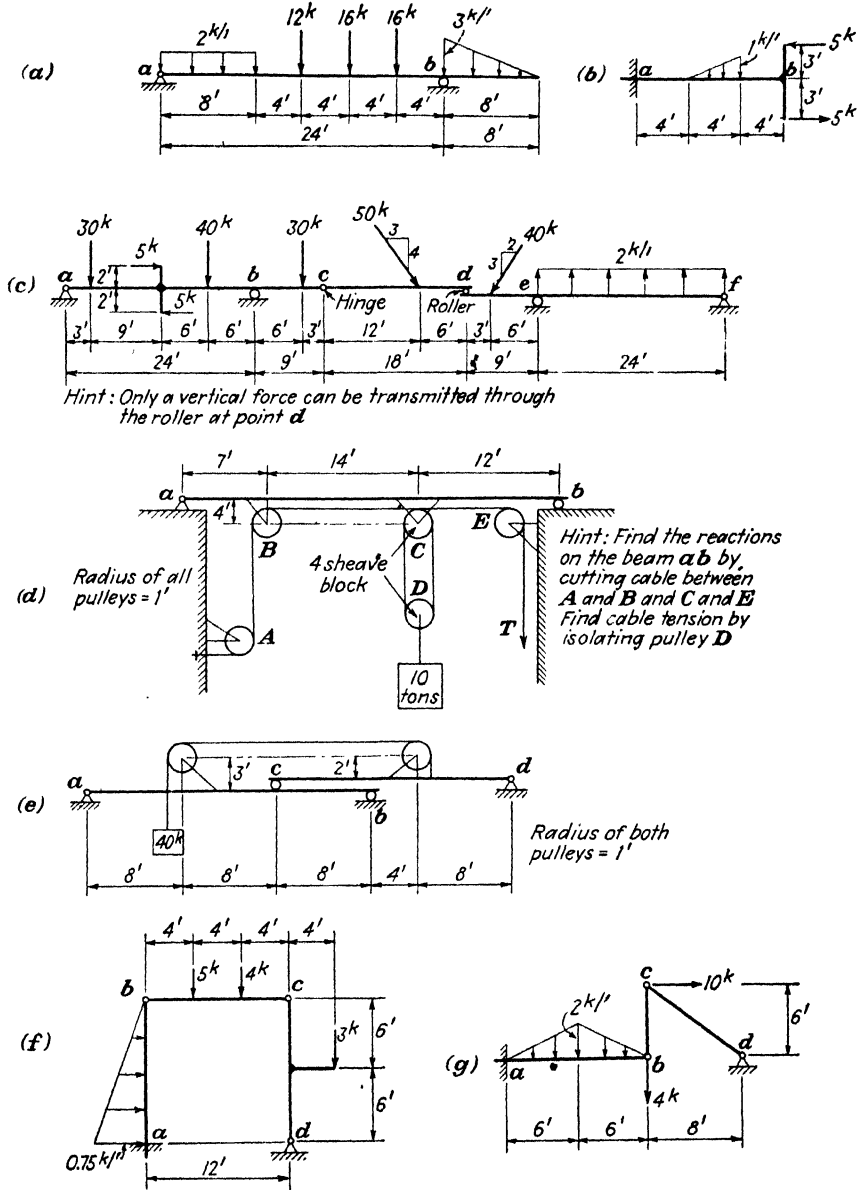 (a)
2 k/'
12k 16k 16k
3 k/'
a b
8' 4' 4' 4' 4' 8'
24' 8'
(b)
a b
1 k/'
5k
3'
3'
5k
4' 4' 4'
(c)
30k 5k 40k 30k 50k 40k 2 k/'
3 4
3 2
a b c d e f
2'
2'
5k
Hinge
Roller
3' 9' 6' 6' 6' 3' 12' 6' 3' 6'
24' 9' 18' 9' 24'
Hint: Only a vertical force can be transmitted through
the roller at point d
(d)
7' 14' 12'
a b
4'
B C E
4 sheave
block
D
Radius of all
pulleys = 1'
A
T
10
tons
Hint: Find the reactions
on the beam ab by
cutting cable between
A and B and C and E
Find cable tension by
isolating pulley D
(e)
a c d
3' 2'
b
40k
8' 8' 8' 4' 8'
Radius of both
pulleys = 1'
(f)
4' 4' 4' 4'
5k 4k
b c
3k
6'
6'
a d
0.75 k/'
12'
(g)
c
10k
2 k/'
6'
a b d
4k
6' 6' 8'